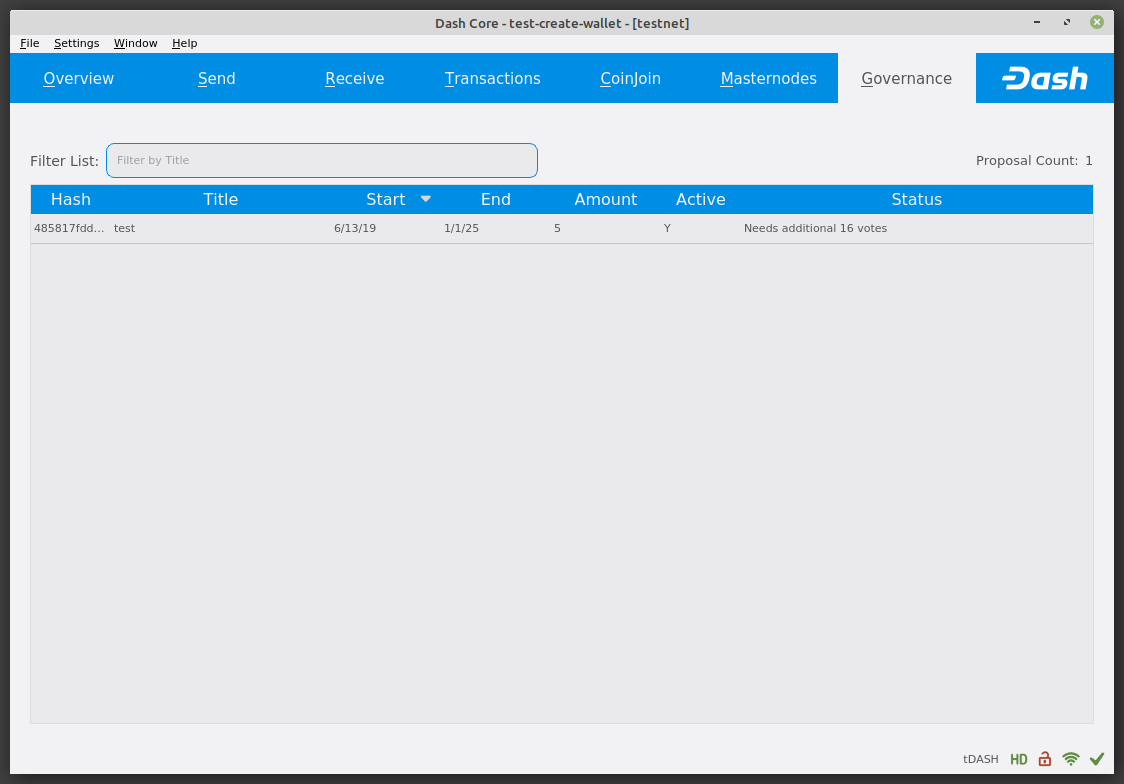 Dash Core - test-create-wallet - [testnet]
File Settings Window Help
Overview Send Receive Transactions CoinJoin Masternodes Governance Dash
Filter List: Filter by Title Proposal Count: 1
Hash Title Start End Amount Active Status
485817fdd... test 6/13/19 1/1/25 5 Y Needs additional 16 votes
tDASH HD